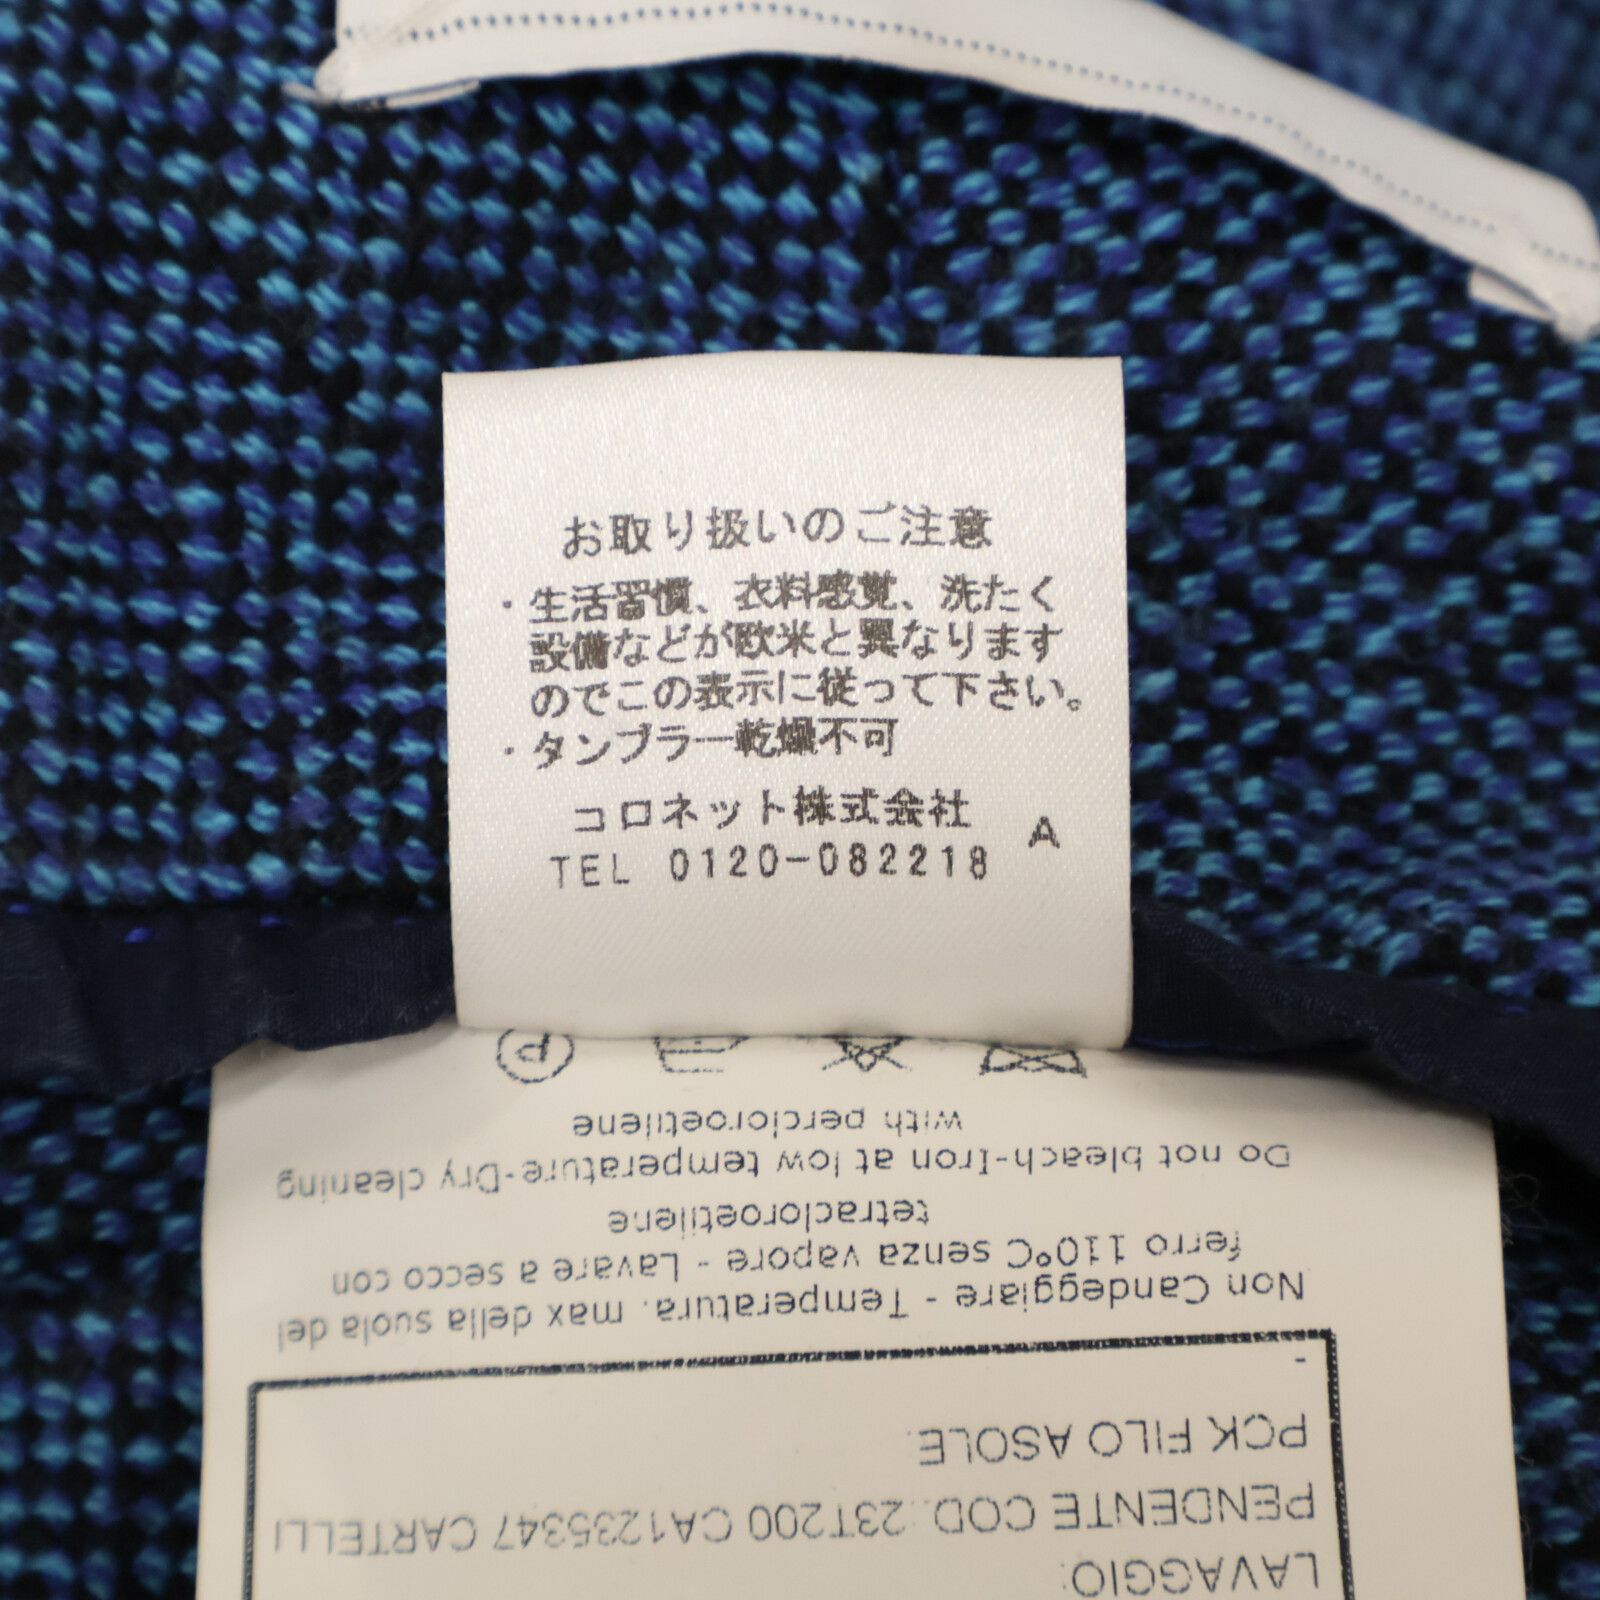 お取り扱いのご注意
・生活習慣、衣料感覚、洗たく
設備などが欧米と異なります
のでこの表示に従って下さい。
・タンブラー乾燥不可
コロネット株式会社
A
TEL 0120-082218
LAVAGGIO:
PENDENTE COD. 23T200 CA1235347 CARTELLI
PCK FILO ASOLE:
-
Non Candeggiare - Temperatura. max della suola del
ferro 110°C senza vapore - Lavare a secco con
tetracloroetilene
Do not bleach-Iron at low temperature-Dry cleaning
with percloroetilene
P